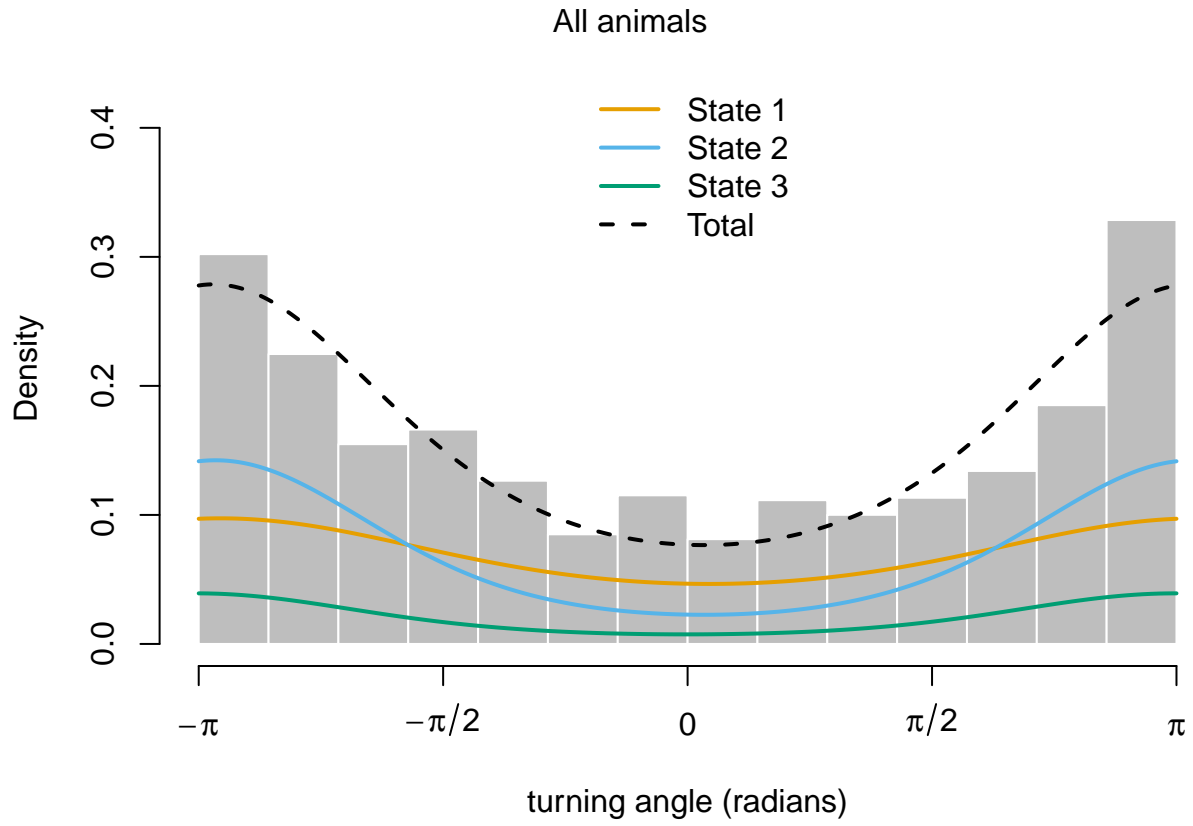 All animals
State 1
State 2
State 3
Total
Density
0.4
0.3
0.2
0.1
0.0
−π
−π/2
0
π/2
π
turning angle (radians)